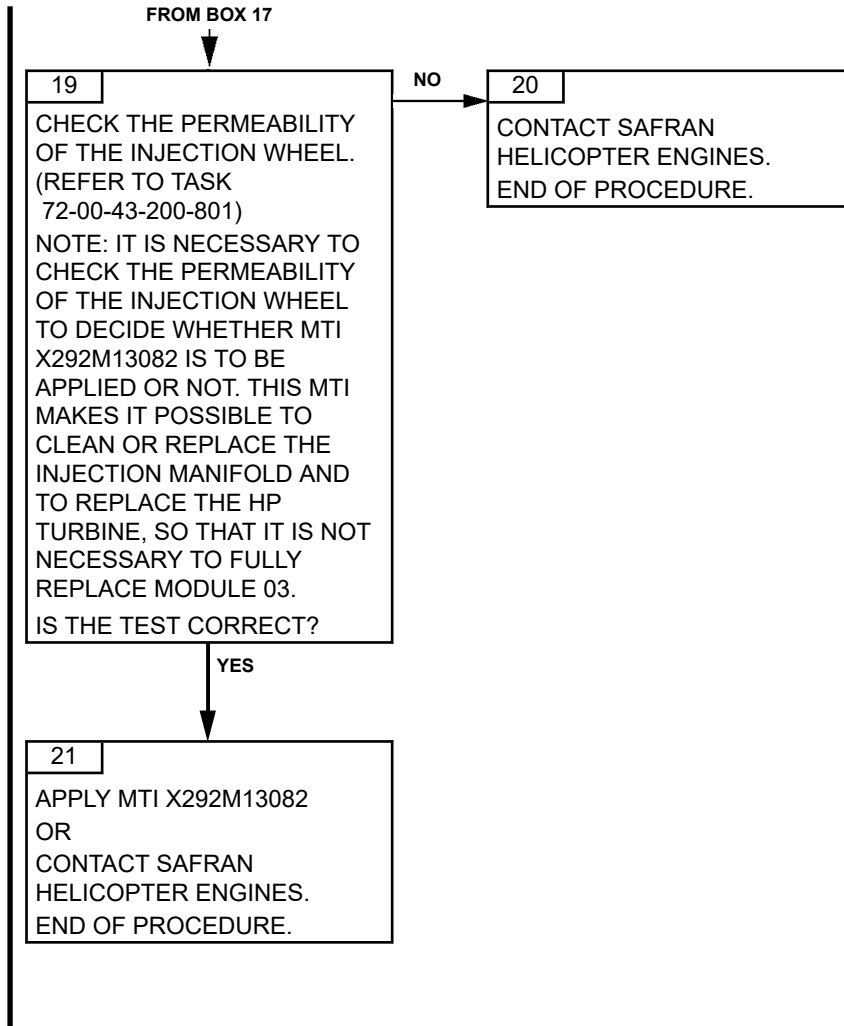 FROM BOX 17
19
CHECK THE PERMEABILITY
OF THE INJECTION WHEEL.
(REFER TO TASK
72-00-43-200-801)
NOTE: IT IS NECESSARY TO
CHECK THE PERMEABILITY
OF THE INJECTION WHEEL
TO DECIDE WHETHER MTI
X292M13082 IS TO BE
APPLIED OR NOT. THIS MTI
MAKES IT POSSIBLE TO
CLEAN OR REPLACE THE
INJECTION MANIFOLD AND
TO REPLACE THE HP
TURBINE, SO THAT IT IS NOT
NECESSARY TO FULLY
REPLACE MODULE 03.
IS THE TEST CORRECT?
NO
20
CONTACT SAFRAN
HELICOPTER ENGINES.
END OF PROCEDURE.
YES
21
APPLY MTI X292M13082
OR
CONTACT SAFRAN
HELICOPTER ENGINES.
END OF PROCEDURE.